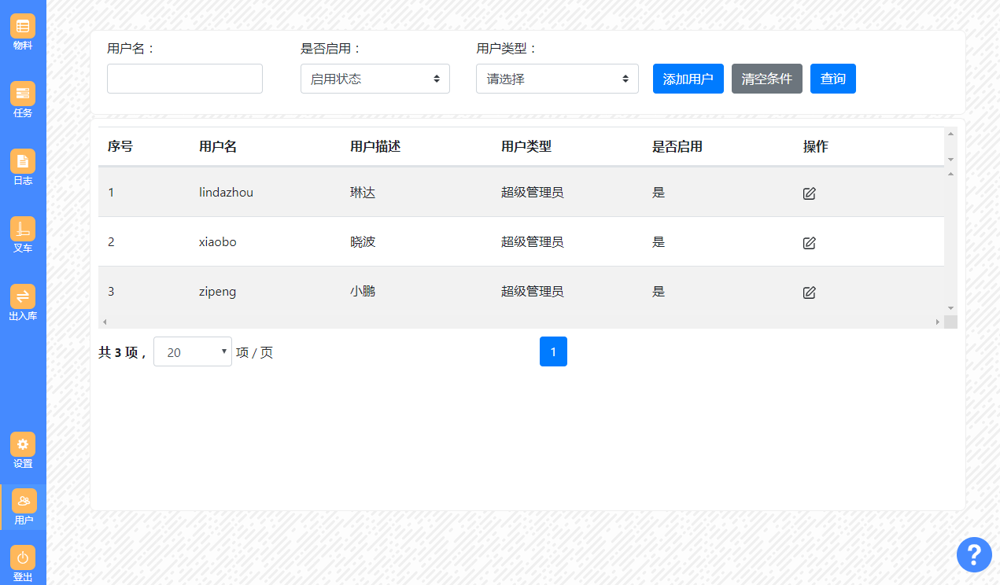 物料
任务
日志
叉车
出入库
设置
用户
登出
用户名： 是否启用： 用户类型：
启用状态 请选择 添加用户 清空条件 查询
序号 用户名 用户描述 用户类型 是否启用 操作
1 lindazhou 琳达 超级管理员 是
2 xiaobo 晓波 超级管理员 是
3 zipeng 小鹏 超级管理员 是
共 3 项， 20 项 / 页 1
?